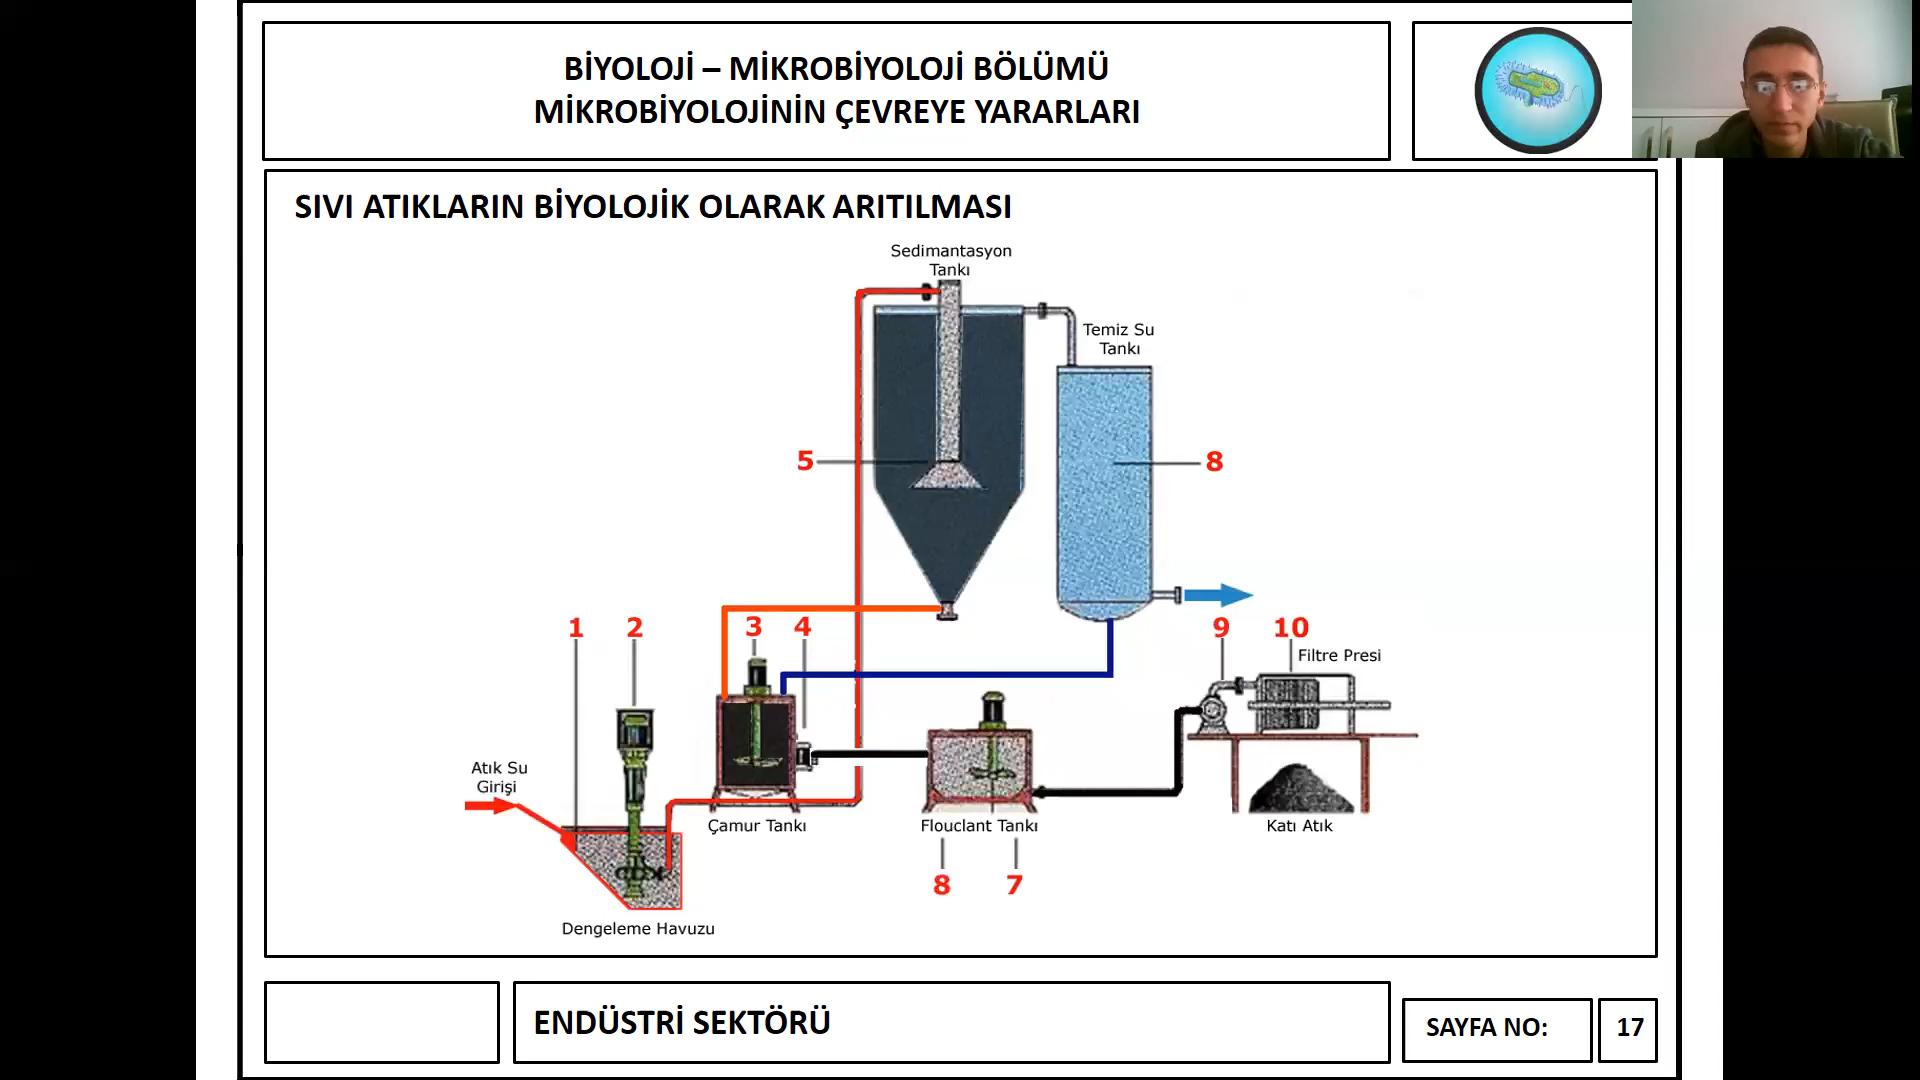 BİYOLOJİ – MİKROBİYOLOJİ BÖLÜMÜ
MİKROBİYOLOJİNİN ÇEVREYE YARARLARI
SIVI ATIKLARIN BİYOLOJİK OLARAK ARITILMASI
Sedimantasyon
Tankı
Temiz Su
Tankı
5
8
1
2
3
4
9
10
Filtre Presi
Atık Su
Girişi
Çamur Tankı
Flouclant Tankı
Katı Atık
8
7
Dengeleme Havuzu
ENDÜSTRİ SEKTÖRÜ
SAYFA NO:
17